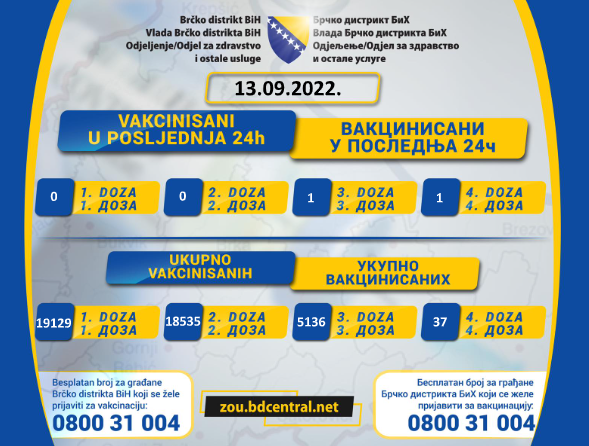 Brčko distrikt BiH
Vlada Brčko distrikta BiH
Odjeljenje/Odjel za zdravstvo
i ostale usluge
Брчко дистрикт БиХ
Влада Брчко дистрикта БиХ
Одјељење/Одјел за здравство
и остале услуге
13.09.2022.
VAKCINISANI
U POSLJEDNJA 24h
ВАКЦИНИСАНИ
У ПОСЛЕДЊА 24ч
0
1. DOZA
1. ДОЗА
0
2. DOZA
2. ДОЗА
1
3. DOZA
3. ДОЗА
1
4. DOZA
4. ДОЗА
UKUPNO
VAKCINISANIH
УКУПНО
ВАКЦИНИСАНИХ
19129
1. DOZA
1. ДОЗА
18535
2. DOZA
2. ДОЗА
5136
3. DOZA
3. ДОЗА
37
4. DOZA
4. ДОЗА
Besplatan broj za građane
Brčko distrikta BiH koji se žele
prijaviti za vakcinaciju:
0800 31 004
zou.bdcentral.net
Бесплатан број за грађане
Брчко дистрикта БиХ који се желе
пријавити за вакцинацију:
0800 31 004